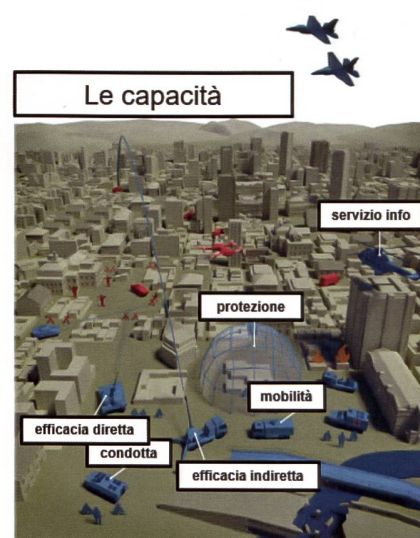 Le capacità
servizio info
protezione
mobilità
efficacia diretta
condotta
efficacia indiretta